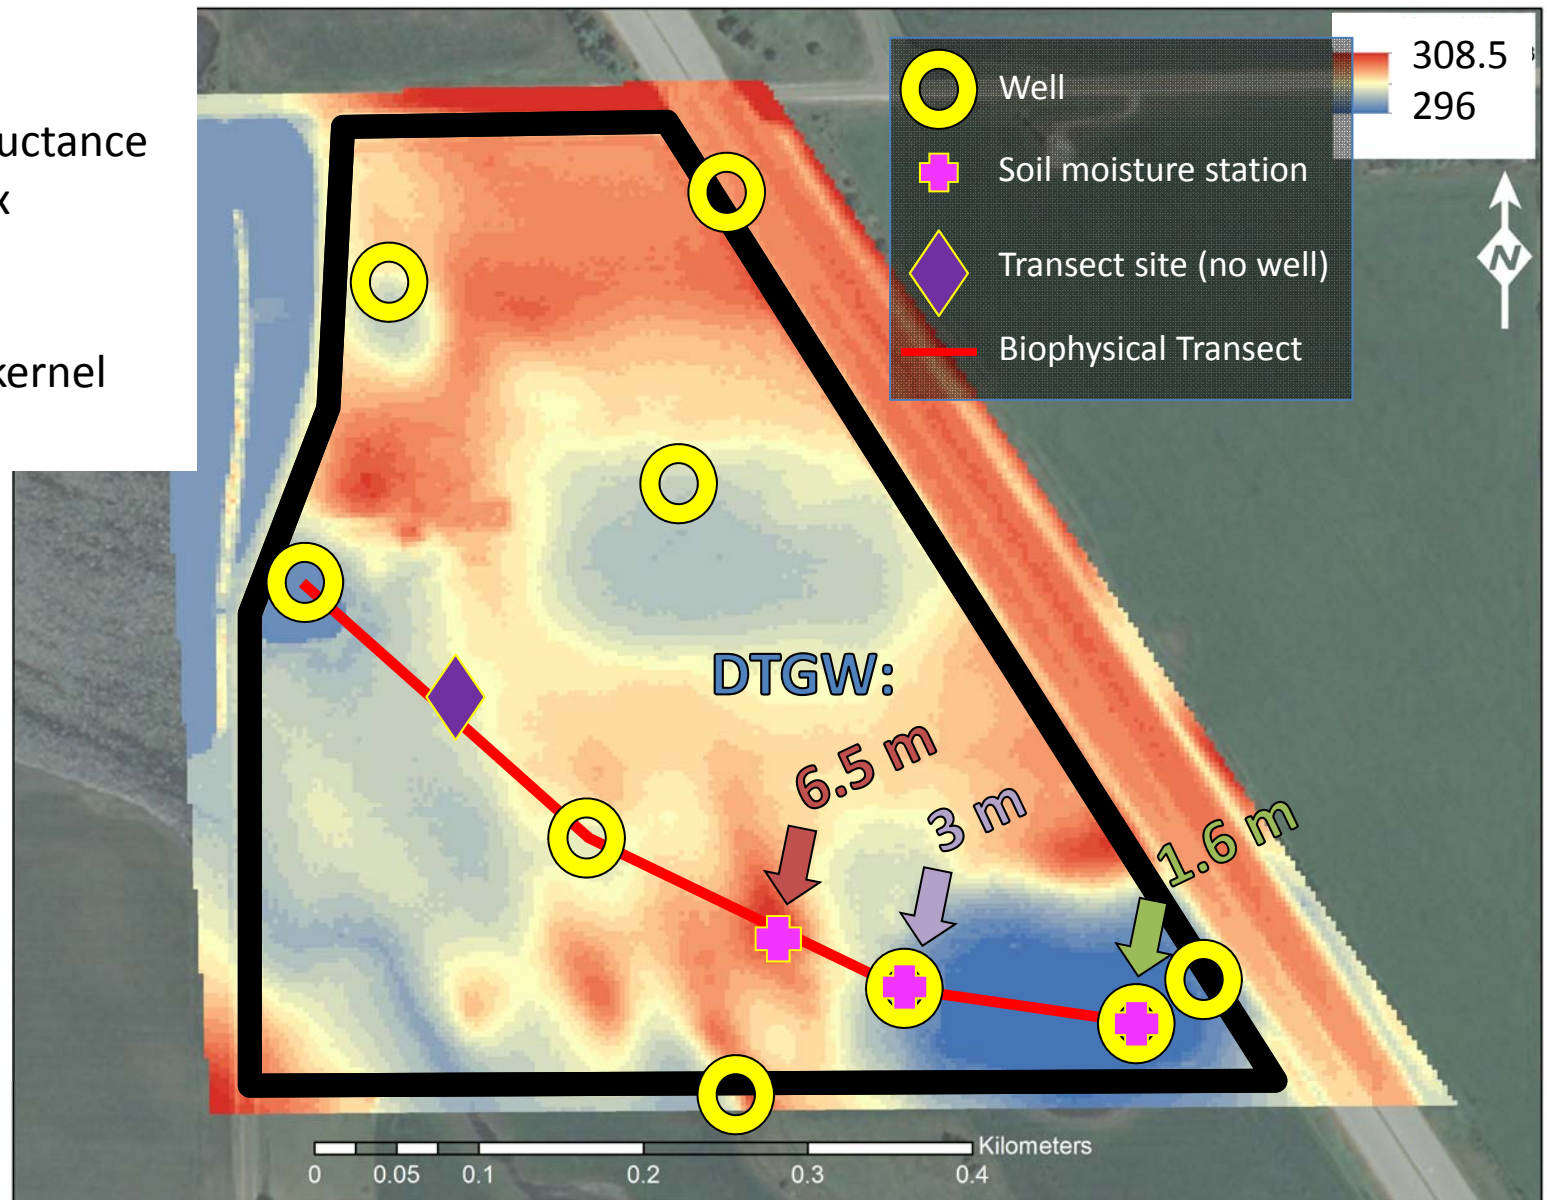 308.5
296
Well
Soil moisture station
Transect site (no well)
Biophysical Transect
N
kernel
DTGW:
6.5 m
3 m
1.6 m
Kilometers
0 0.05 0.1 0.2 0.3 0.4